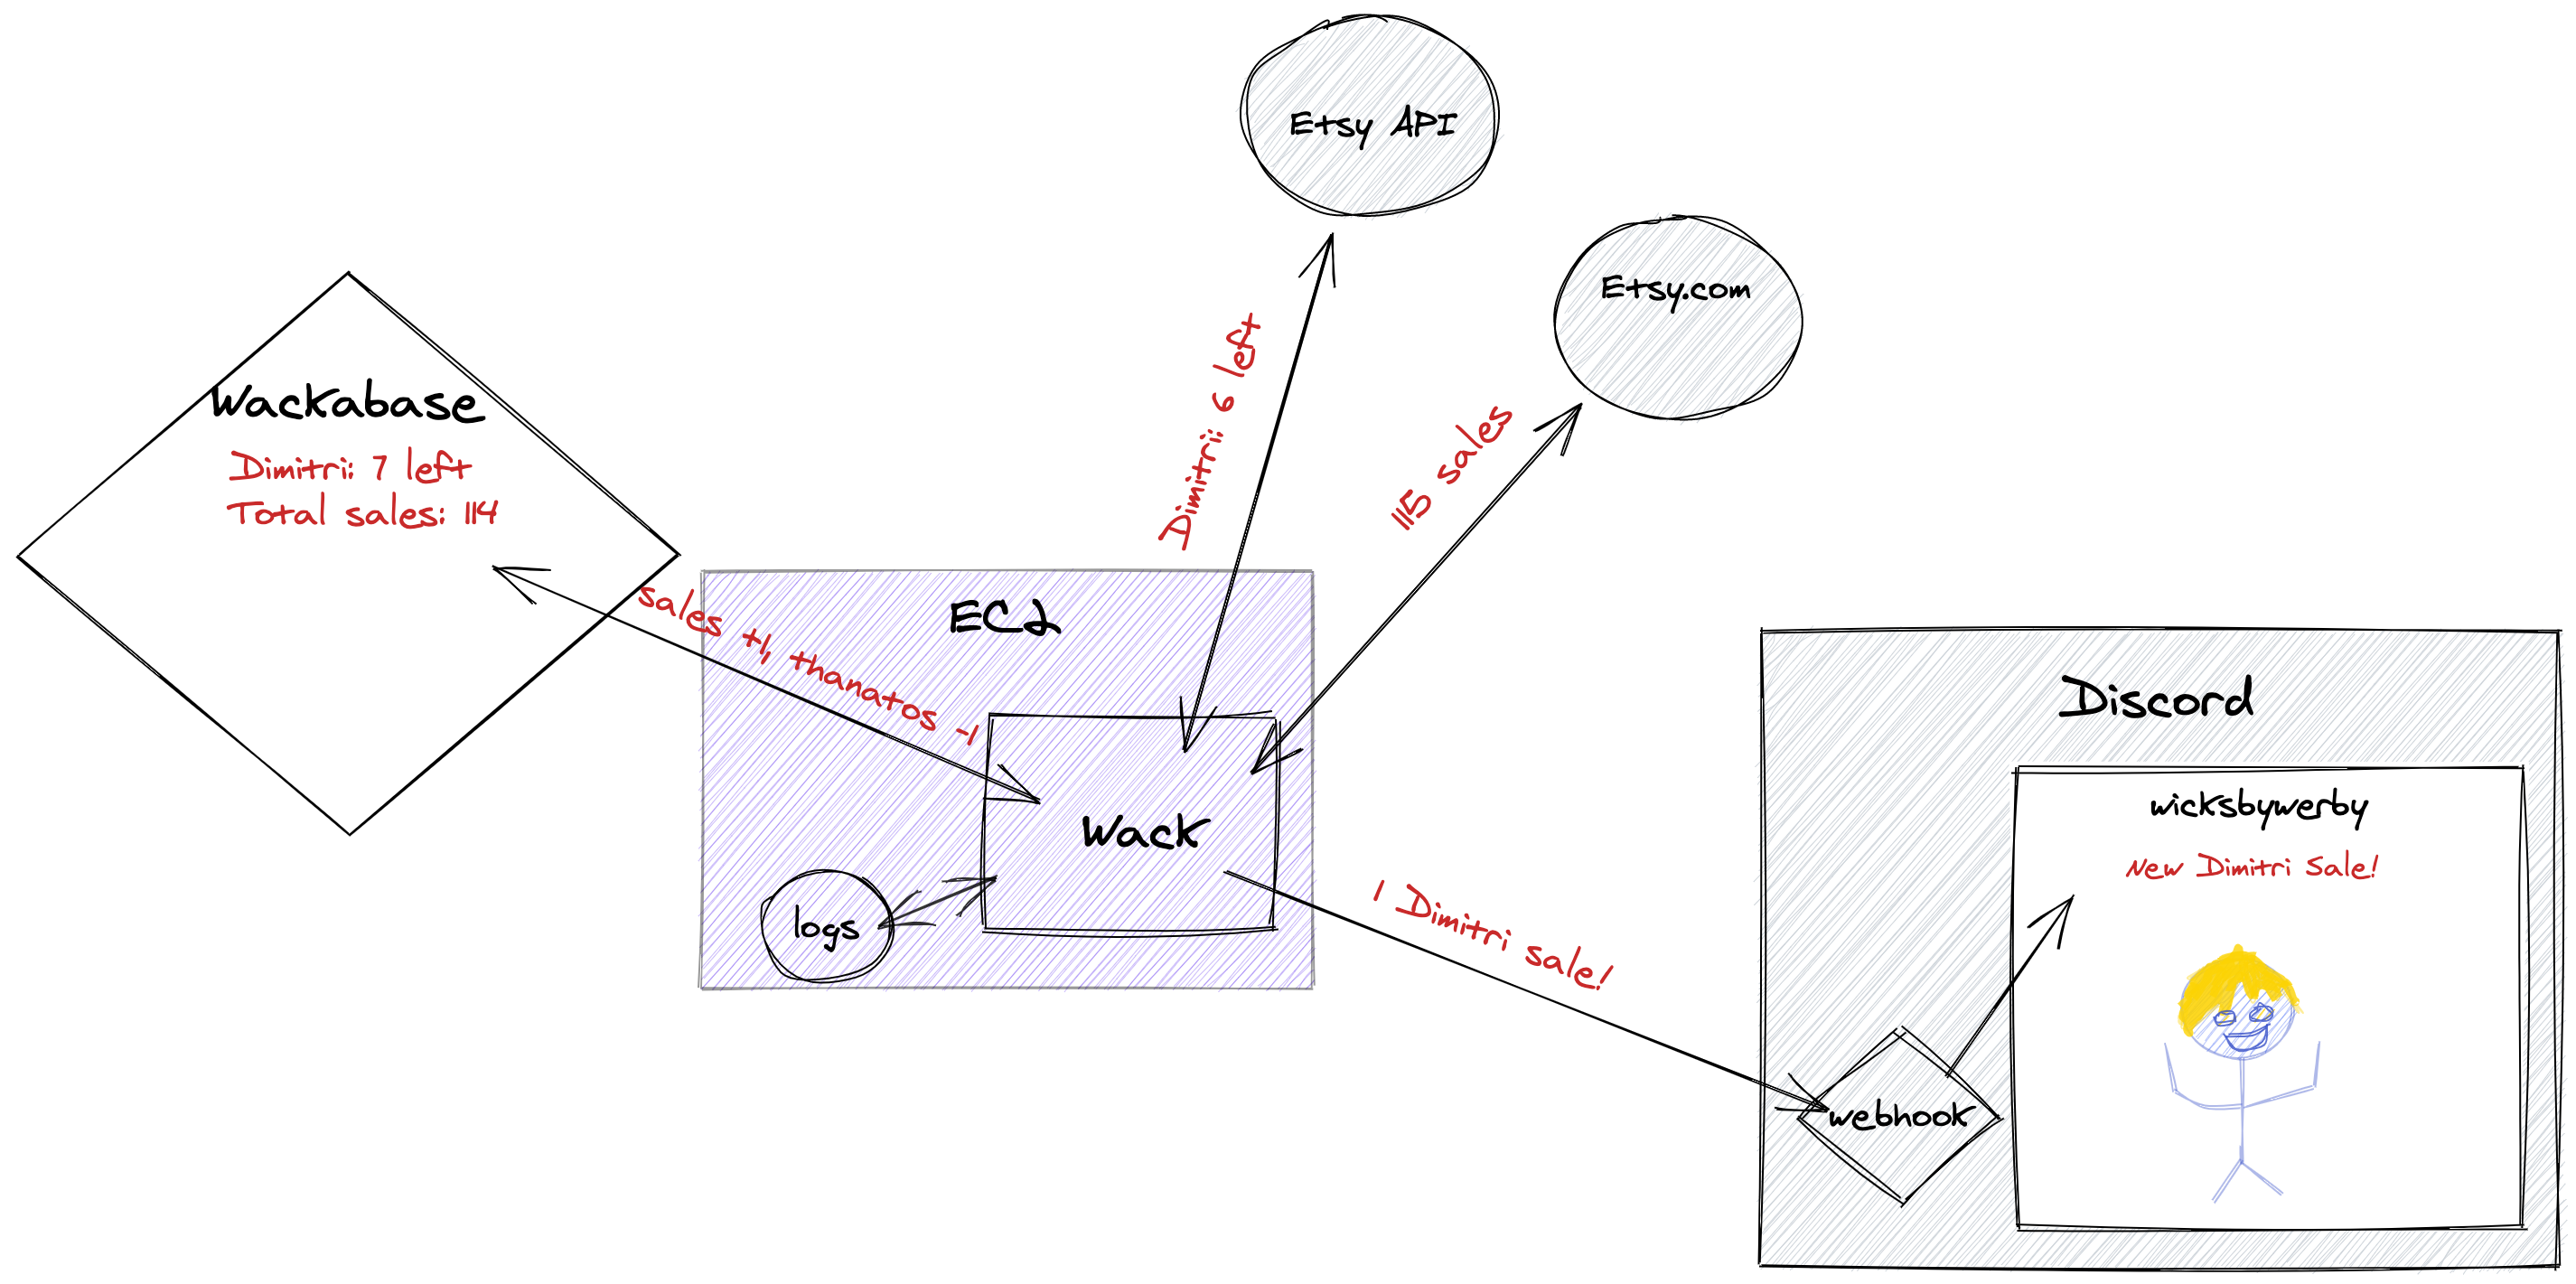 Etsy API
Etsy.com
Wackabase
Dimitri: 7 left
Total sales: 114
Dimitrii: 6 left
115 sales
sales +1, thanatos -1
EC2
Wack
logs
1 Dimitri sale!
Discord
wicksbywerby
New Dimitri Sale!
webhook